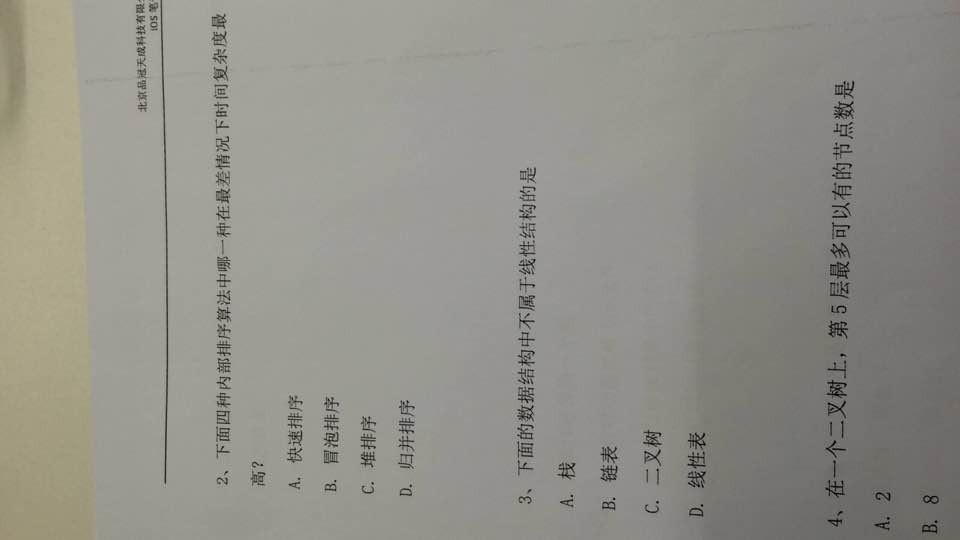 北京品冠天成科技有限
iOS 笔
2、下面四种内部排序算法中哪一种在最差情况下时间复杂度最
高？
A. 快速排序
B. 冒泡排序
C. 堆排序
D. 归并排序
3、下面的数据结构中不属于线性结构的是
A. 栈
B. 链表
C. 二叉树
D. 线性表
4、在一个二叉树上，第 5 层最多可以有的节点数是
A. 2
B. 8